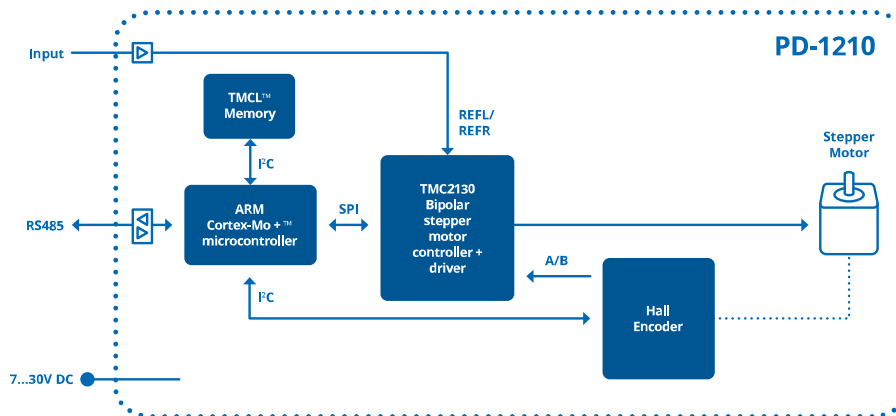 PD-1210
Input
TMCL™
Memory
REFL/
REFR
Stepper
Motor
I²C
RS485
ARM
Cortex-Mo + ™
microcontroller
SPI
TMC2130
Bipolar
stepper
motor
controller +
driver
A/B
I²C
Hall
Encoder
7...30V DC